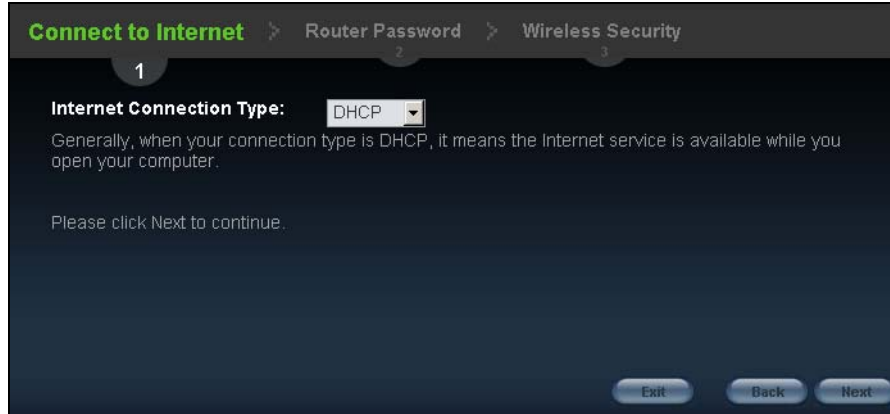 Connect to Internet > Router Password > Wireless Security
1 2 3
Internet Connection Type: DHCP
Generally, when your connection type is DHCP, it means the Internet service is available while you
open your computer.
Please click Next to continue.
Exit Back Next